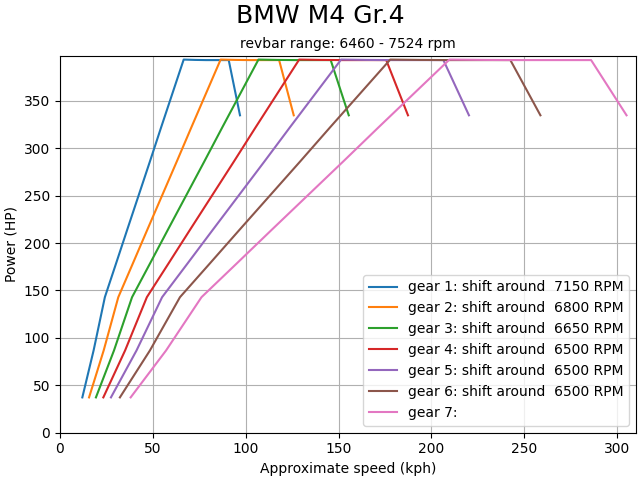 BMW M4 Gr.4
revbar range: 6460 - 7524 rpm
Power (HP)
350
300
250
200
150
100
50
0
gear 1: shift around 7150 RPM
gear 2: shift around 6800 RPM
gear 3: shift around 6650 RPM
gear 4: shift around 6500 RPM
gear 5: shift around 6500 RPM
gear 6: shift around 6500 RPM
gear 7:
0 50 100 150 200 250 300
Approximate speed (kph)